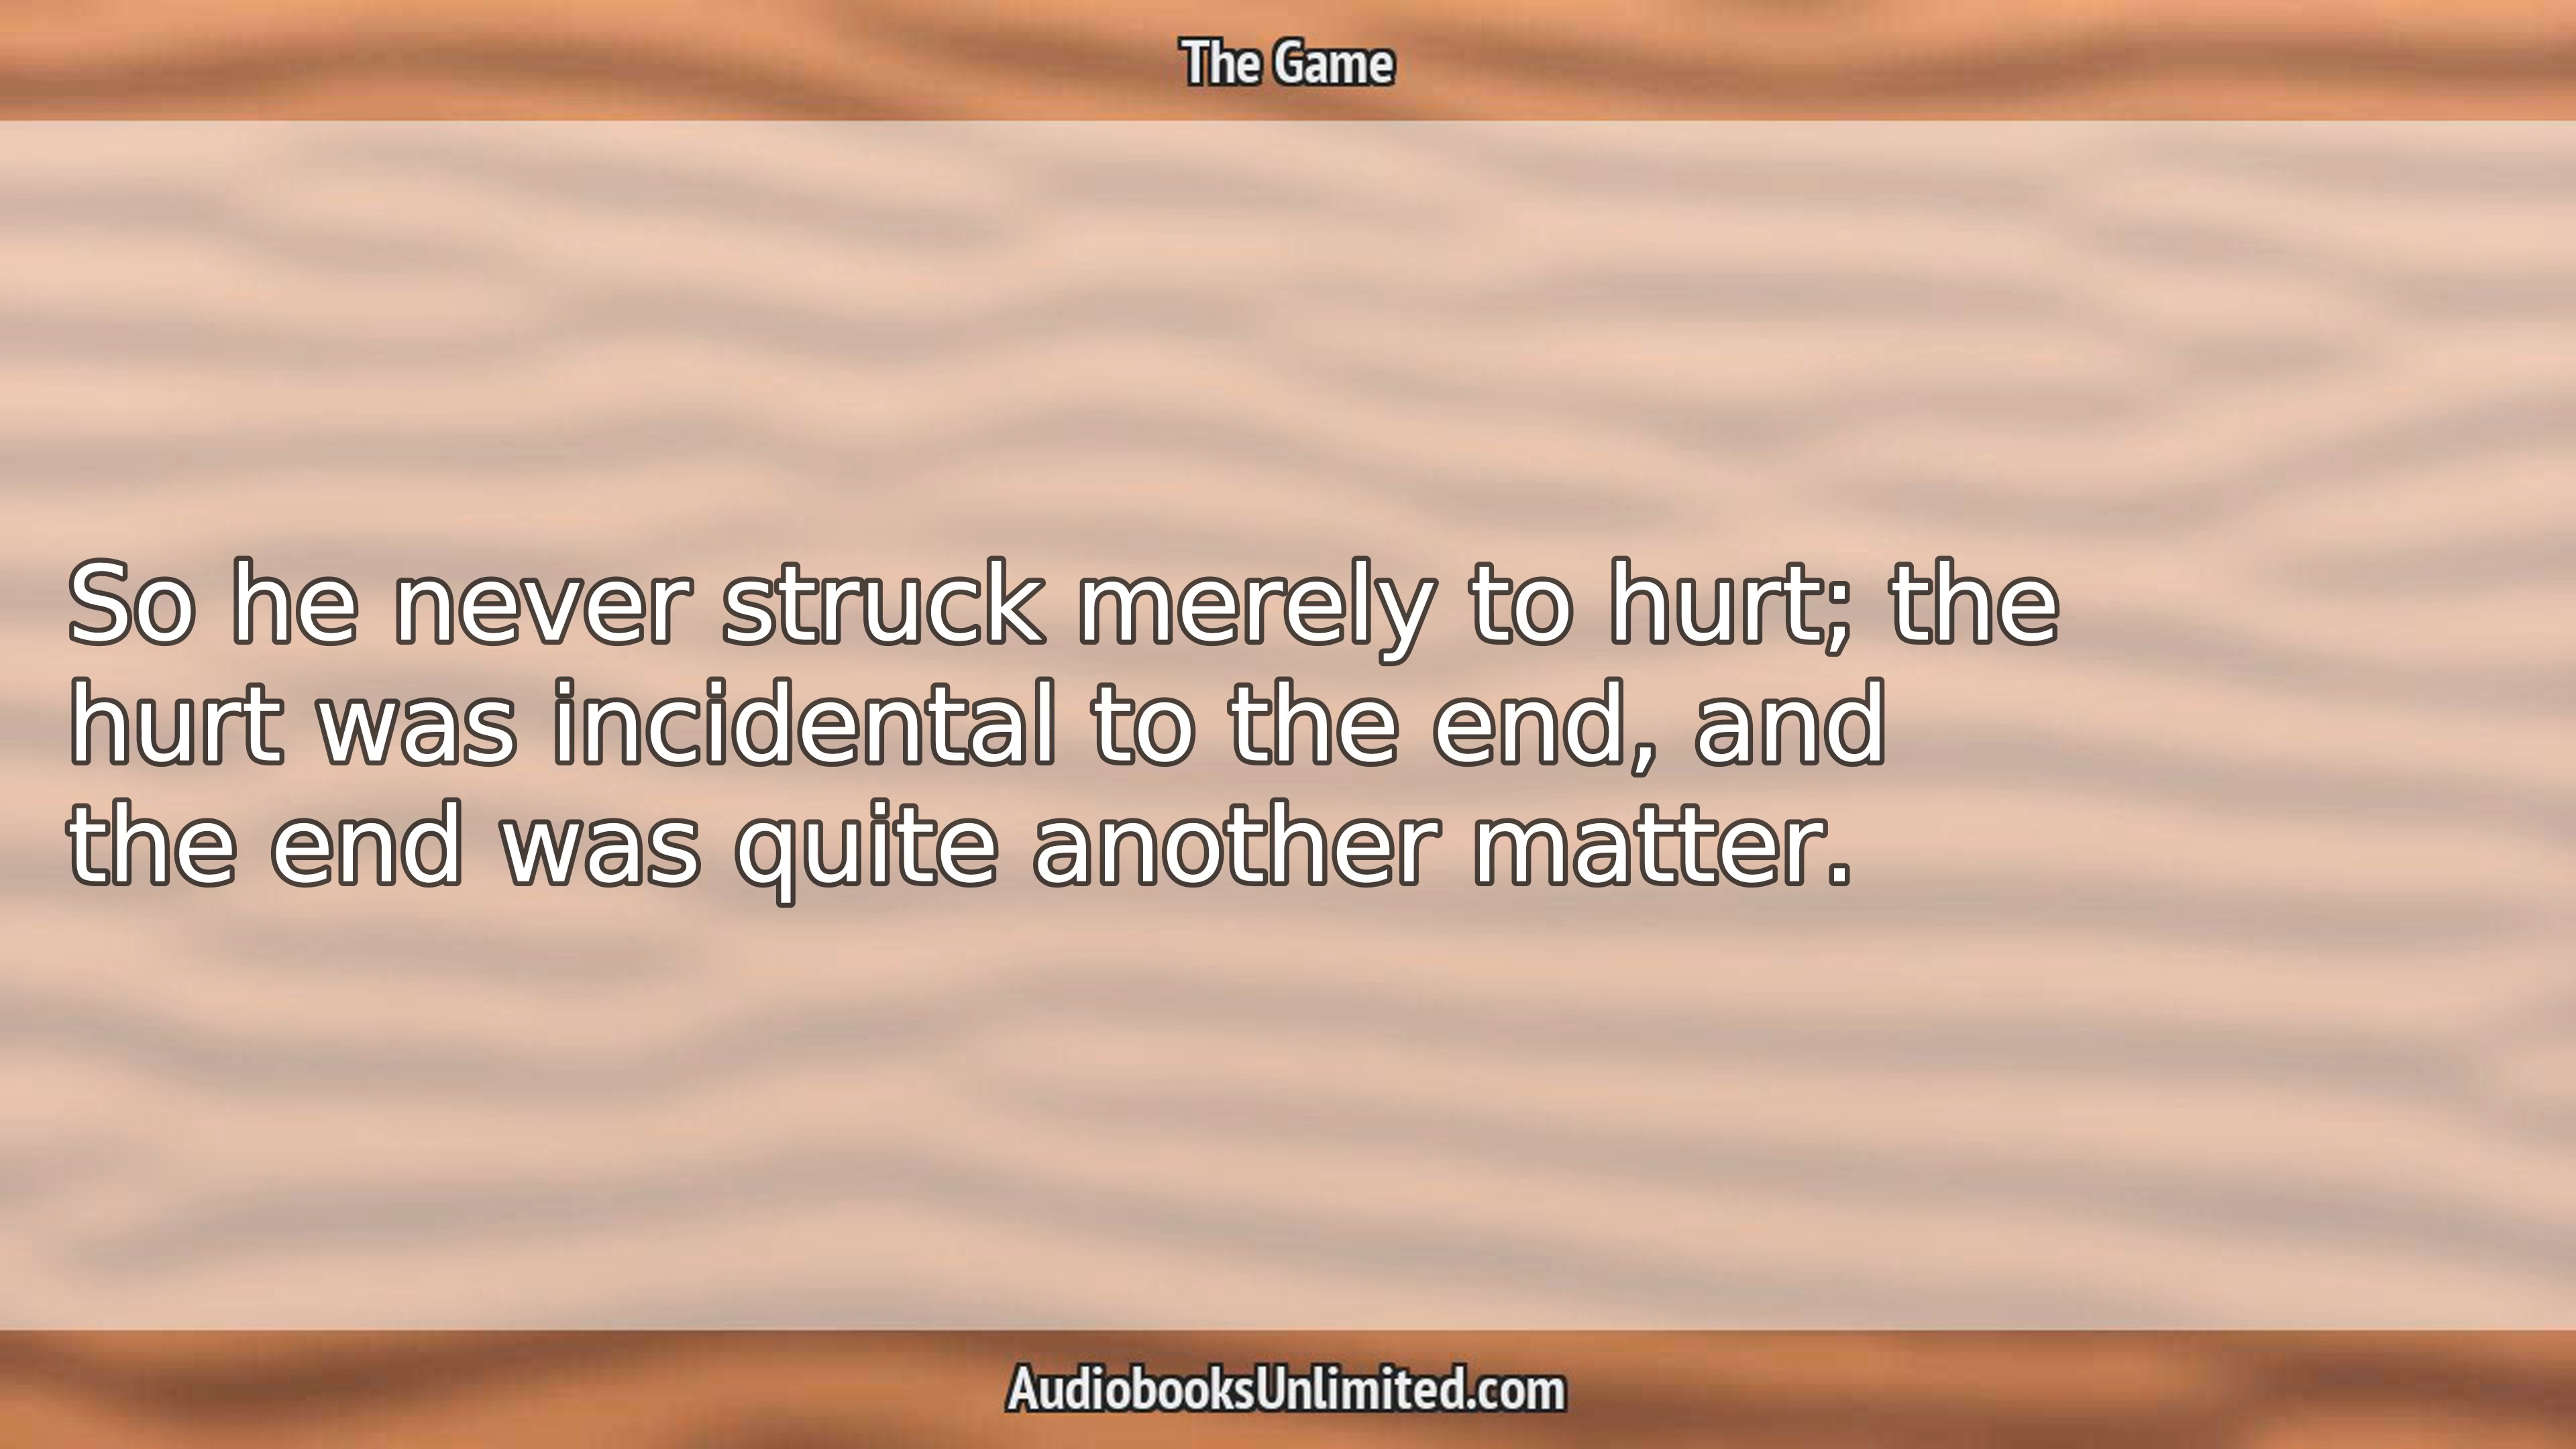 The Game
So he never struck merely to hurt; the
hurt was incidental to the end, and
the end was quite another matter.
AudiobooksUnlimited.com